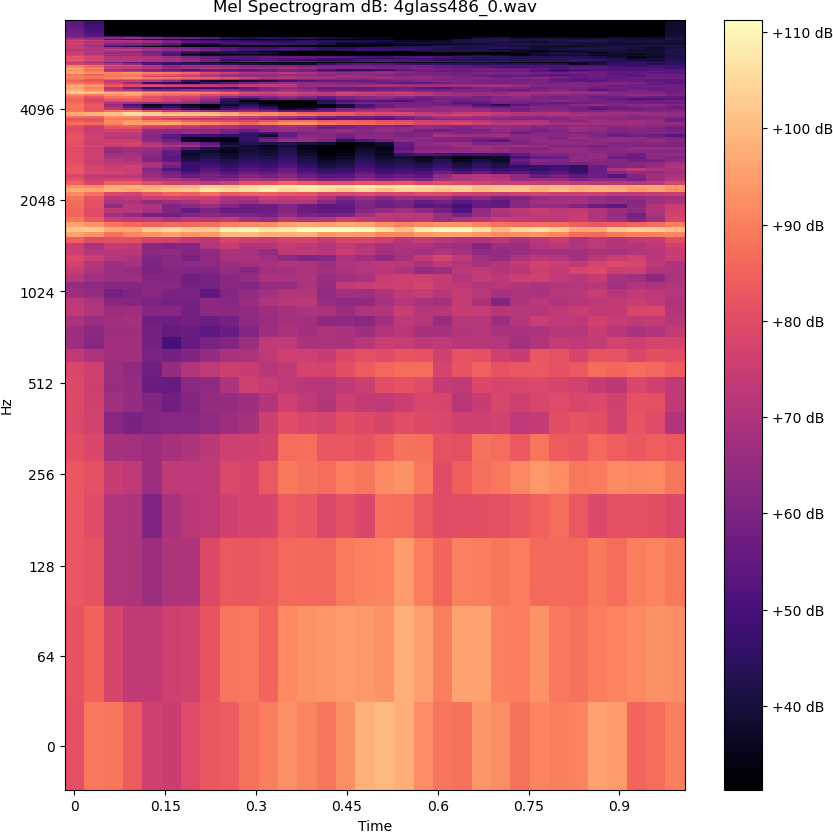 Mel Spectrogram dB: 4glass486_0.wav
+110 dB
4096
+100 dB
2048
+90 dB
1024
+80 dB
512
Hz
+70 dB
256
+60 dB
128
+50 dB
64
+40 dB
0
0 0.15 0.3 0.45 0.6 0.75 0.9
Time